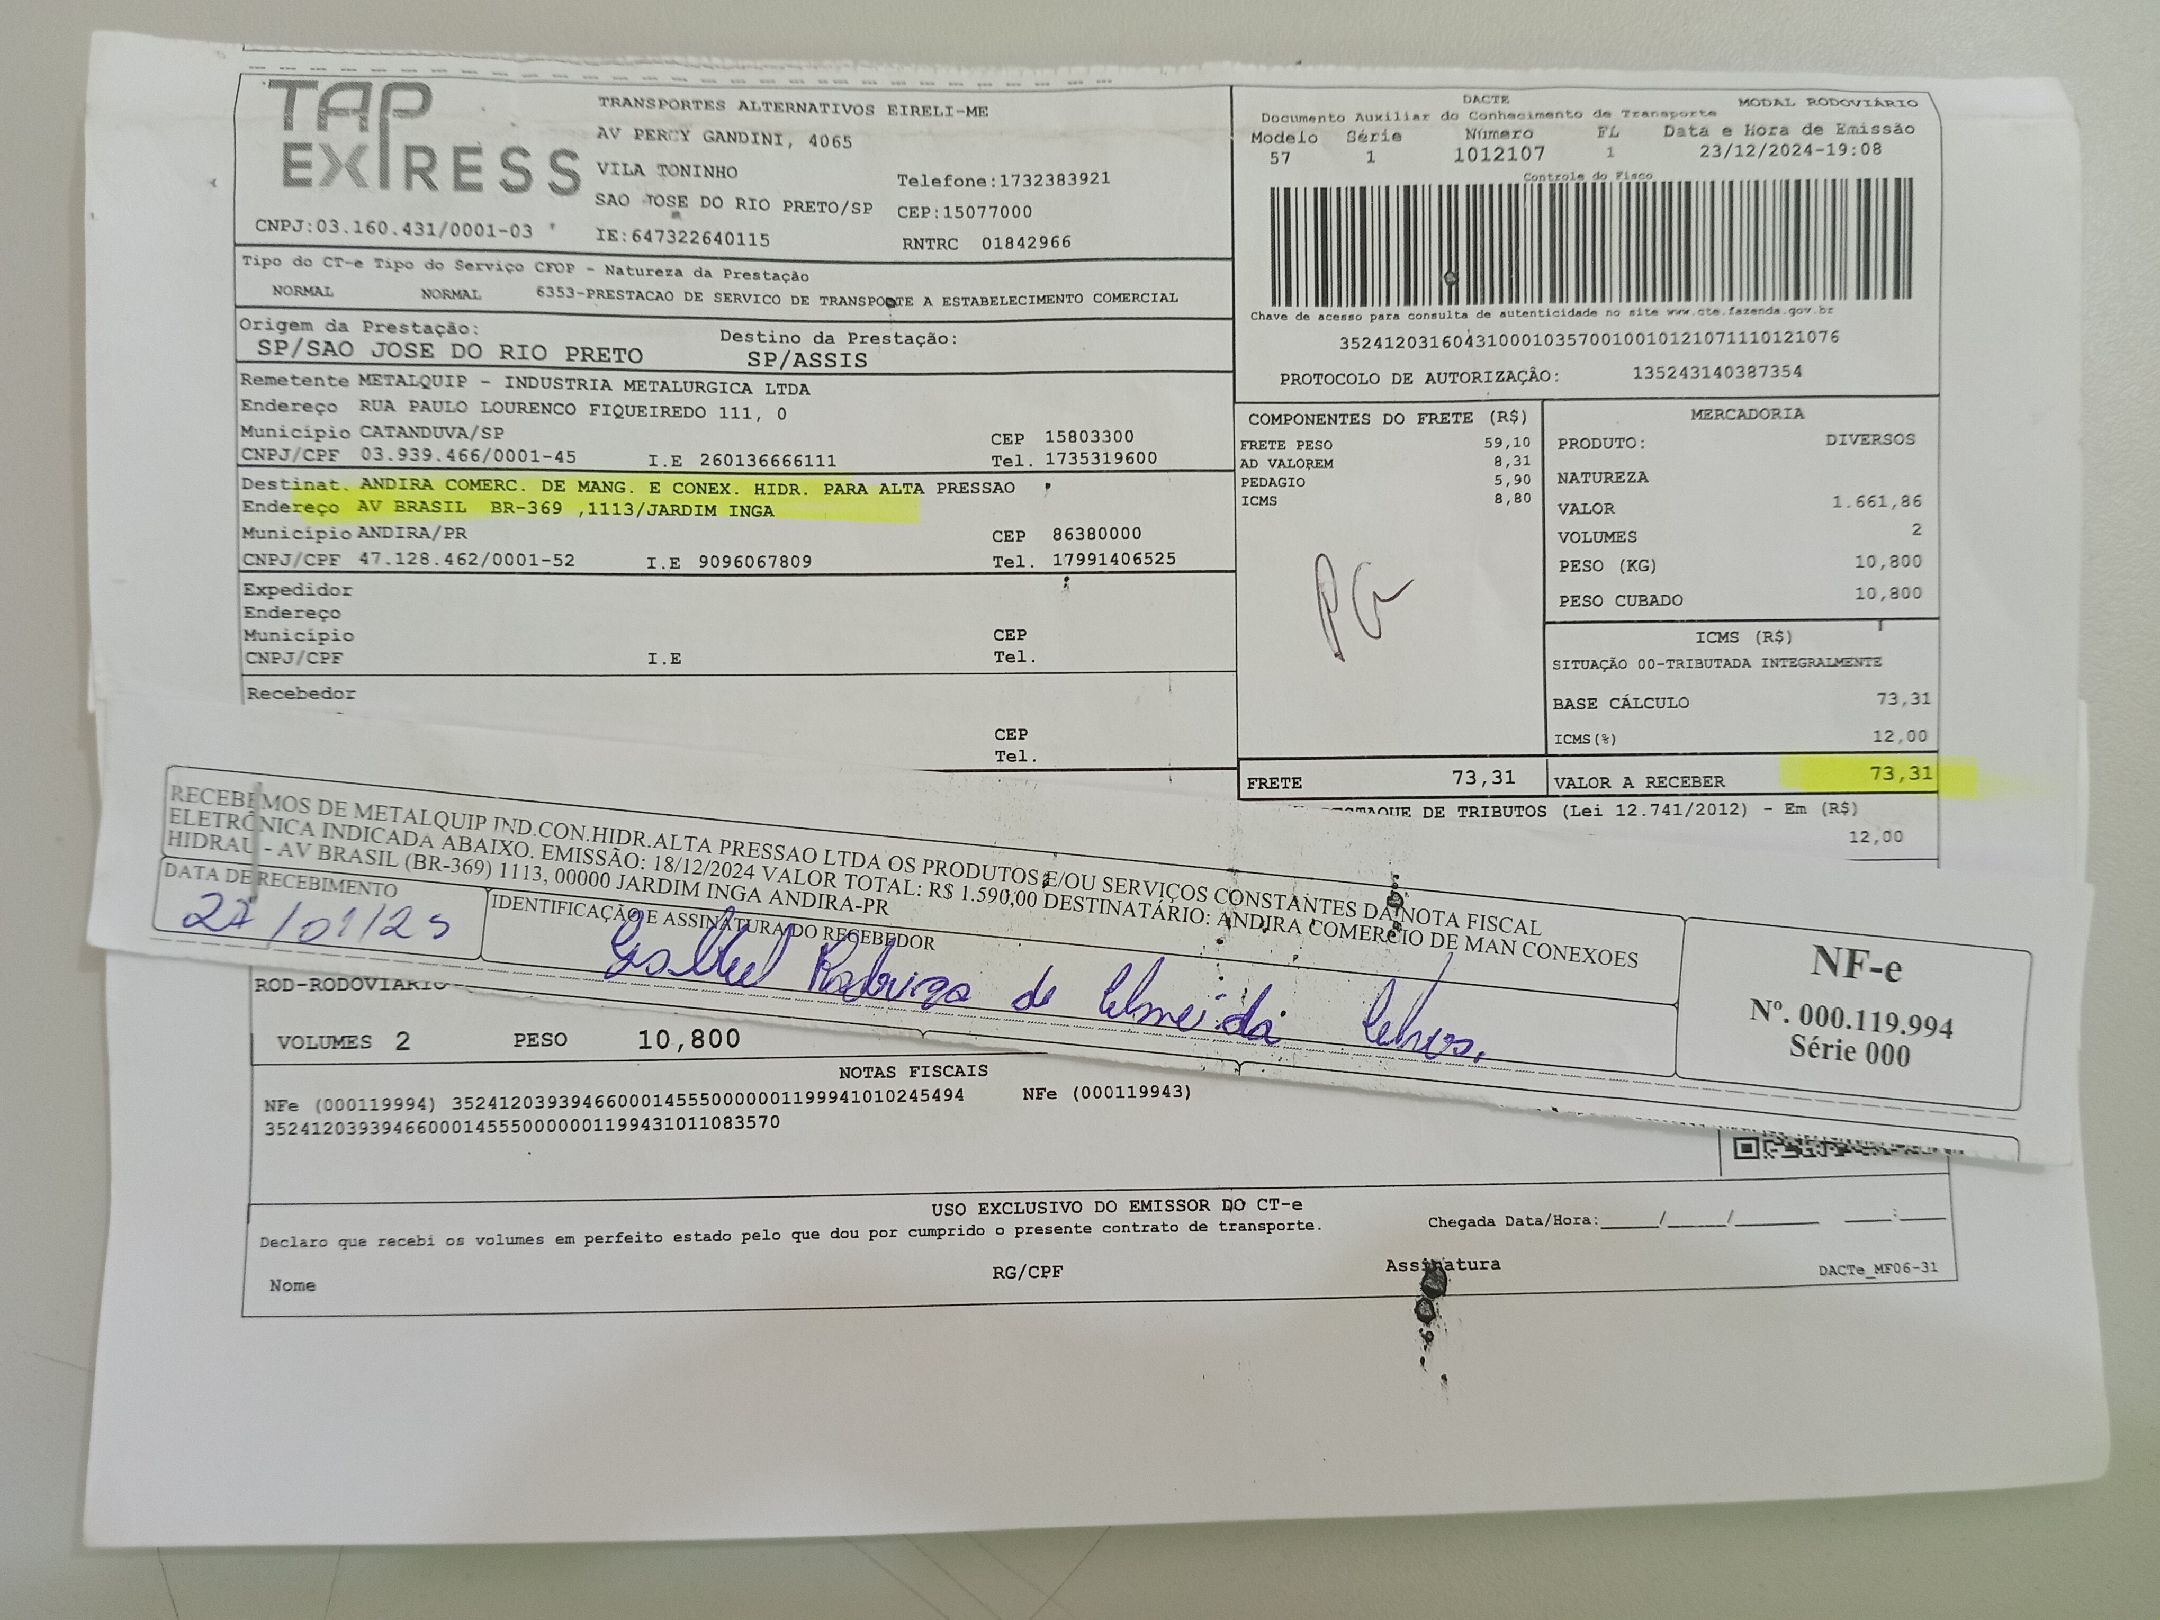 TAP EXPRESS
TRANSPORTES ALTERNATIVOS EIRELI-ME
AV PERCY GANDINI, 4065
VILA TONINHO
Telefone:1732383921
SAO JOSE DO RIO PRETO/SP CEP:15077000
CNPJ:03.160.431/0001-03 IE:647322640115 RNTRC 01842966
Tipo do CT-e Tipo do Serviço CFOP - Natureza da Prestação
NORMAL NORMAL 6353-PRESTACAO DE SERVICO DE TRANSPORTE A ESTABELECIMENTO COMERCIAL
Origem da Prestação: Destino da Prestação:
SP/SAO JOSE DO RIO PRETO SP/ASSIS
Remetente METALQUIP - INDUSTRIA METALURGICA LTDA
Endereço RUA PAULO LOURENCO FIQUEIREDO 111, 0
Município CATANDUVA/SP CEP 15803300
CNPJ/CPF 03.939.466/0001-45 I.E 260136666111 Tel. 1735319600
Destinat. ANDIRA COMERC. DE MANG. E CONEX. HIDR. PARA ALTA PRESSAO
Endereço AV BRASIL BR-369 ,1113/JARDIM INGA
Município ANDIRA/PR CEP 86380000
CNPJ/CPF 47.128.462/0001-52 I.E 9096067809 Tel. 17991406525
Expedidor
Endereço
Município CEP
CNPJ/CPF I.E Tel.
Recebedor
CEP
Tel.
DACTE MODAL RODOVIÁRIO
Documento Auxiliar do Conhecimento de Transporte
Modelo Série Número FL Data e Hora de Emissão
57 1 1012107 1 23/12/2024-19:08
Controle do Fisco
Chave de acesso para consulta de autenticidade no site www.cte.fazenda.gov.br
35241203160431000103570010010121071110121076
PROTOCOLO DE AUTORIZAÇÃO: 135243140387354
COMPONENTES DO FRETE (R$)
FRETE PESO 59,10
AD VALOREM 8,31
PEDAGIO 5,90
ICMS 8,80
PG
MERCADORIA
PRODUTO: DIVERSOS
NATUREZA
VALOR 1.661,86
VOLUMES 2
PESO (KG) 10,800
PESO CUBADO 10,800
ICMS (R$)
SITUAÇÃO 00-TRIBUTADA INTEGRALMENTE
BASE CÁLCULO 73,31
ICMS(%) 12,00
FRETE 73,31 VALOR A RECEBER 73,31
DE TRIBUTOS (Lei 12.741/2012) - Em (R$)
12,00
RECEBEMOS DE METALQUIP IND.CON.HIDR.ALTA PRESSAO LTDA OS PRODUTOS E/OU SERVIÇOS CONSTANTES DA NOTA FISCAL
ELETRÔNICA INDICADA ABAIXO. EMISSÃO: 18/12/2024 VALOR TOTAL: R$ 1.590,00 DESTINATÁRIO: ANDIRA COMERCIO DE MAN CONEXOES
HIDRAU - AV BRASIL (BR-369) 1113, 00000 JARDIM INGA ANDIRA-PR
DATA DE RECEBIMENTO
IDENTIFICAÇÃO E ASSINATURA DO RECEBEDOR
/01/25
de
NF-e
Nº. 000.119.994
Série 000
ROD-RODOVIARIO-
VOLUMES 2 PESO 10,800
NOTAS FISCAIS
NFe (000119994) 35241203939466000145550000001199941010245494 NFe (000119943)
35241203939466000145550000001199431011083570
USO EXCLUSIVO DO EMISSOR DO CT-e
Declaro que recebi os volumes em perfeito estado pelo que dou por cumprido o presente contrato de transporte. Chegada Data/Hora:_____/_____/_______ ____:____
Nome RG/CPF Assinatura DACTe_MF06-31